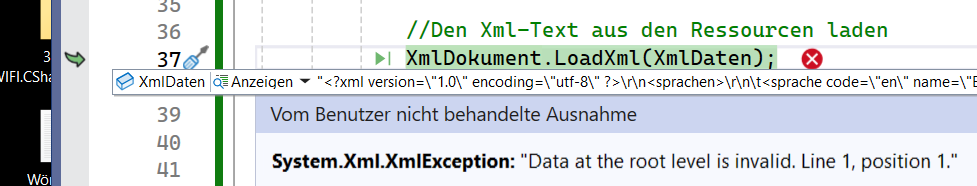 35
36 //Den Xml-Text aus den Ressourcen laden
37 XmlDokument.LoadXml(XmlDaten);
XmlDaten Anzeigen "<?xml version=\"1.0\" encoding=\"utf-8\" ?>\r\n<sprachen>\r\n\t<sprache code=\"en\" name=\"E
39 Vom Benutzer nicht behandelte Ausnahme
40
41 System.Xml.XmlException: "Data at the root level is invalid. Line 1, position 1."
3
WIFI.CSha
Wör